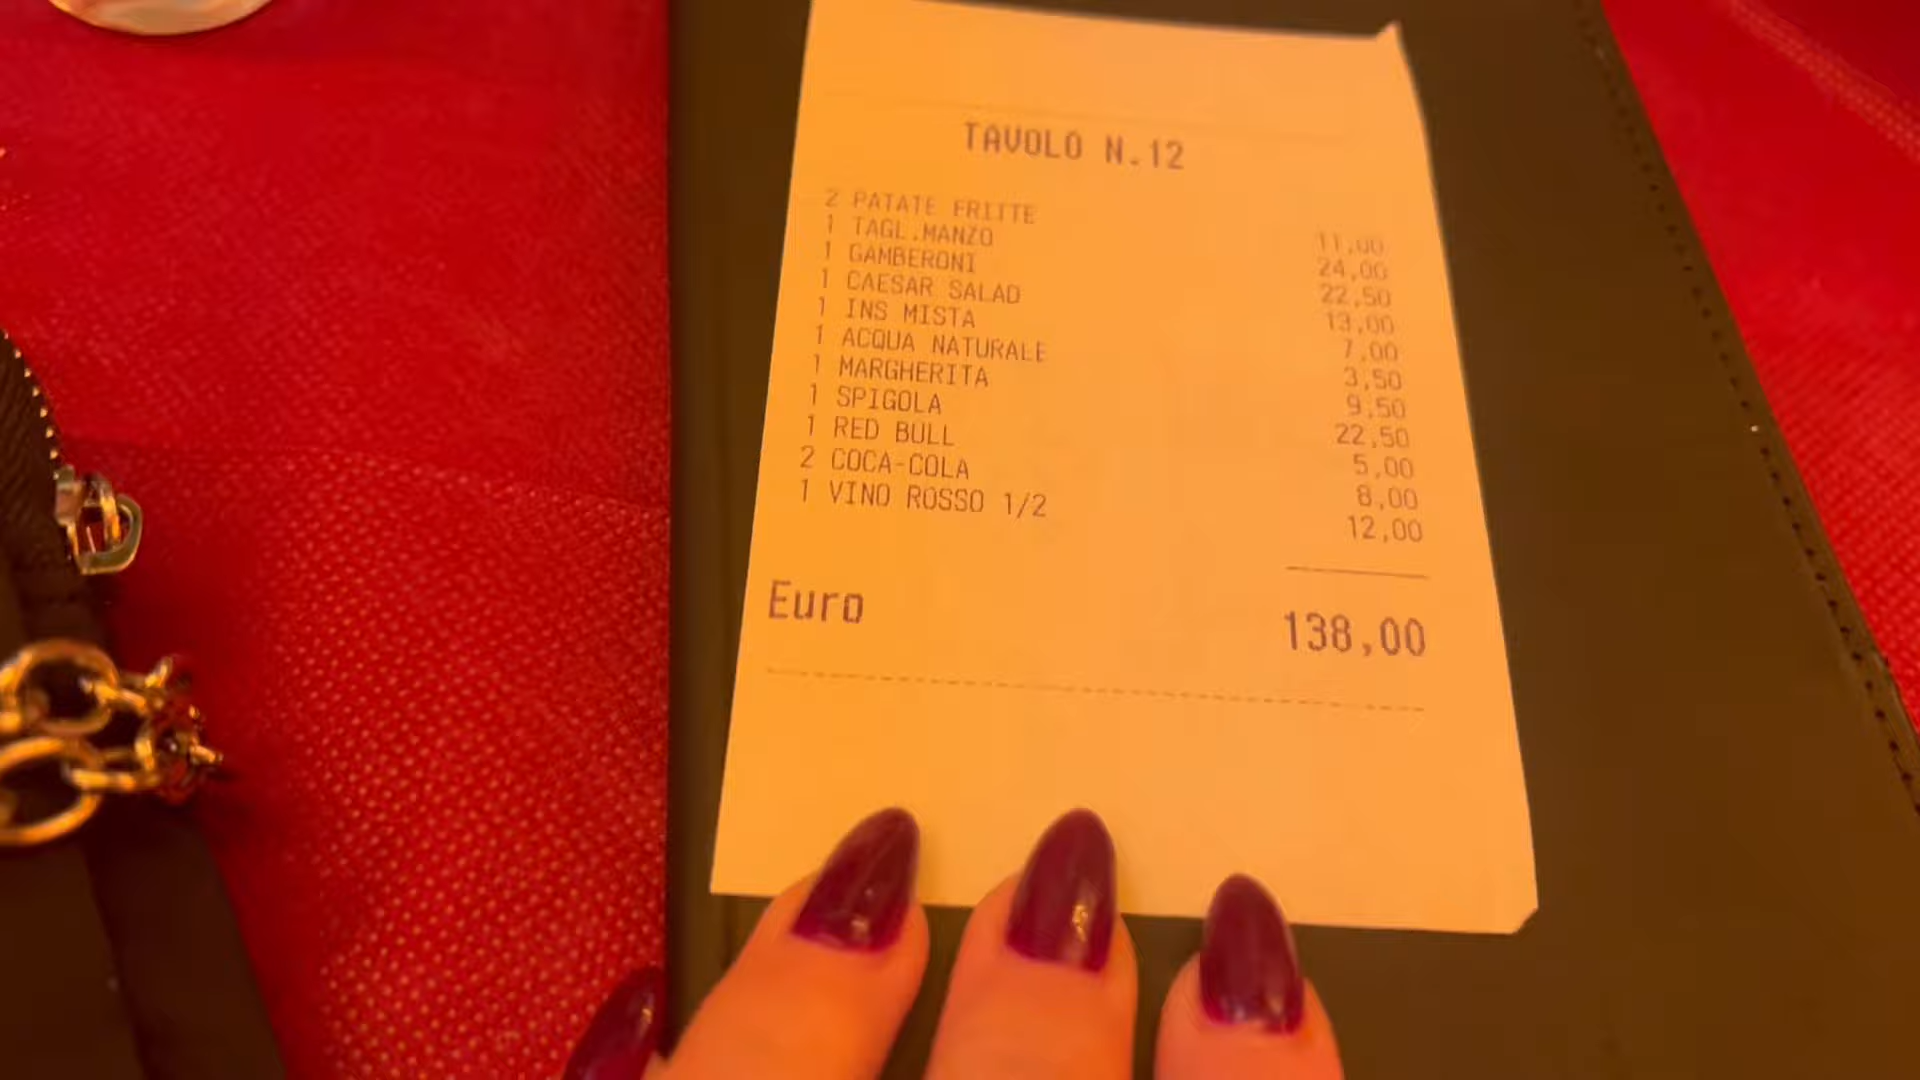 TAVOLO N.12
2 PATATE FRITTE 11,00
1 TAGL.MANZO 24,00
1 GAMBERONI 22,50
1 CAESAR SALAD 13,00
1 INS MISTA 7,00
1 ACQUA NATURALE 3,50
1 MARGHERITA 9,50
1 SPIGOLA 22,50
1 RED BULL 5,00
2 COCA-COLA 8,00
1 VINO ROSSO 1/2 12,00
Euro 138,00